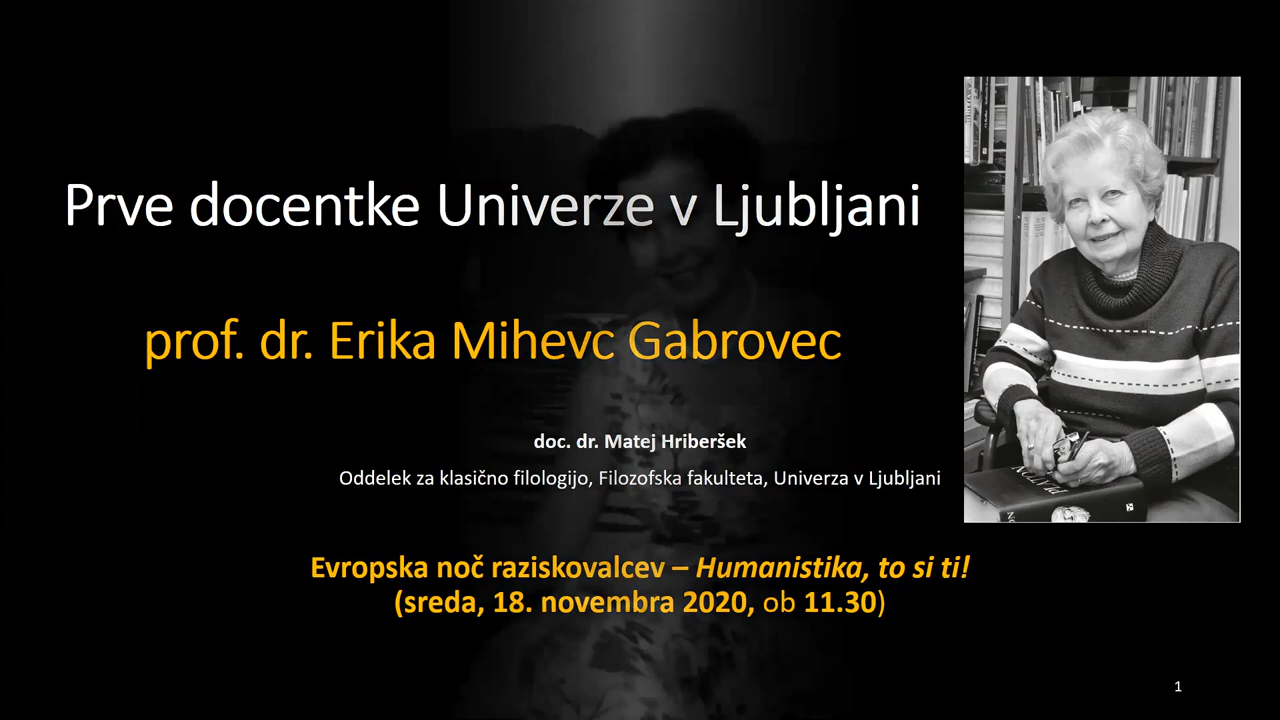 Prve docentke Univerze v Ljubljani
prof. dr. Erika Mihevc Gabrovec
doc. dr. Matej Hriberšek
Oddelek za klasično filologijo, Filozofska fakulteta, Univerza v Ljubljani
Evropska noč raziskovalcev – Humanistika, to si ti!
(sreda, 18. novembra 2020, ob 11.30)
PLATON
1